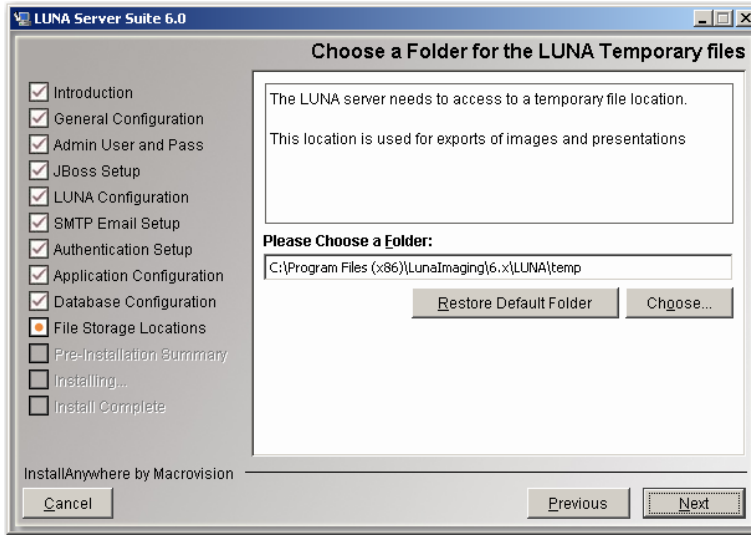 LUNA Server Suite 6.0
Choose a Folder for the LUNA Temporary files
Introduction
General Configuration
Admin User and Pass
JBoss Setup
LUNA Configuration
SMTP Email Setup
Authentication Setup
Application Configuration
Database Configuration
File Storage Locations
Pre-Installation Summary
Installing...
Install Complete
The LUNA server needs to access to a temporary file location.
This location is used for exports of images and presentations
Please Choose a Folder:
C:\Program Files (x86)\LunaImaging\6.x\LUNA\temp
Restore Default Folder
Choose...
InstallAnywhere by Macrovision
Cancel
Previous
Next